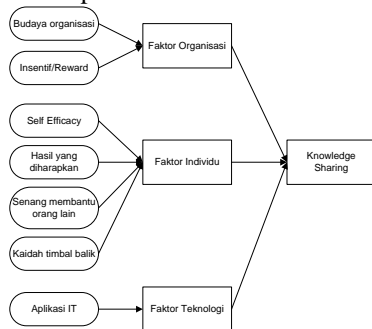 Budaya organisasi
Faktor Organisasi
Insentif/Reward
Self Efficacy
Hasil yang
diharapkan
Faktor Individu
Knowledge
Sharing
Senang membantu
orang lain
Kaidah timbal balik
Aplikasi IT
Faktor Teknologi